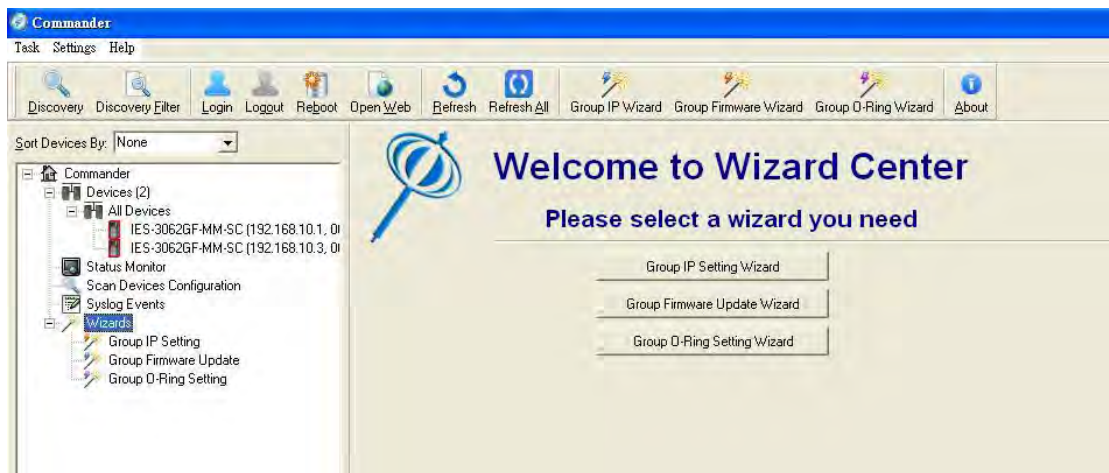 Commander
Task Settings Help
Discovery Discovery Filter Login Logout Reboot Open Web Refresh Refresh All Group IP Wizard Group Firmware Wizard Group O-Ring Wizard About
Sort Devices By: None
Commander
Devices (2)
All Devices
IES-3062GF-MM-SC (192.168.10.1, 0
IES-3062GF-MM-SC (192.168.10.3, 0
Status Monitor
Scan Devices Configuration
Syslog Events
Wizards
Group IP Setting
Group Firmware Update
Group O-Ring Setting
Welcome to Wizard Center
Please select a wizard you need
Group IP Setting Wizard
Group Firmware Update Wizard
Group O-Ring Setting Wizard